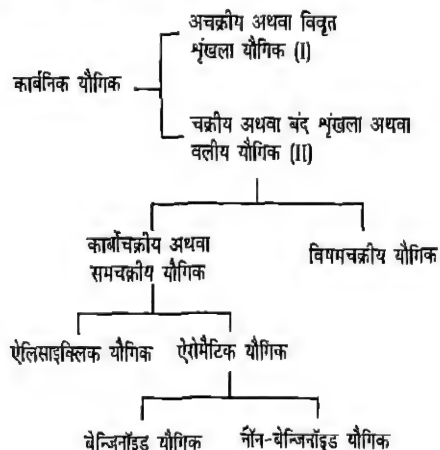 अचक्रीय अथवा विवृत
शृंखला यौगिक (I)
कार्बनिक यौगिक
चक्रीय अथवा बंद शृंखला अथवा
वलीय यौगिक (II)
कार्बोचक्रीय अथवा
समचक्रीय यौगिक
विषमचक्रीय यौगिक
ऐलिसाइक्लिक यौगिक
ऐरोमैटिक यौगिक
बेन्जिनॉइड यौगिक
नॉन-बेन्जिनॉइड यौगिक